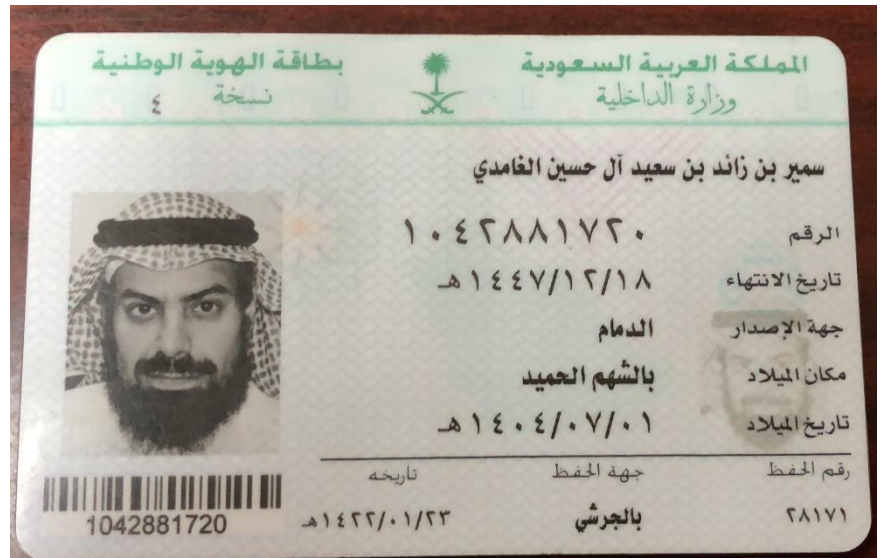 المملكة العربية السعودية
بطاقة الهوية الوطنية
وزارة الداخلية
نسخة ٤
سمير بن زائد بن سعيد آل حسين الغامدي
الرقم ١٠٤٢٨٨١٧٢٠
تاريخ الانتهاء ١٤٤٧/١٢/١٨هـ
جهة الإصدار الدمام
مكان الميلاد بالشهم الحميد
تاريخ الميلاد ١٤٠٤/٠٧/٠١هـ
رقم الحفظ جهة الحفظ تاريخه
٢٨١٧١ بالجرشي ١٤٢٢/٠١/٢٣هـ
1042881720